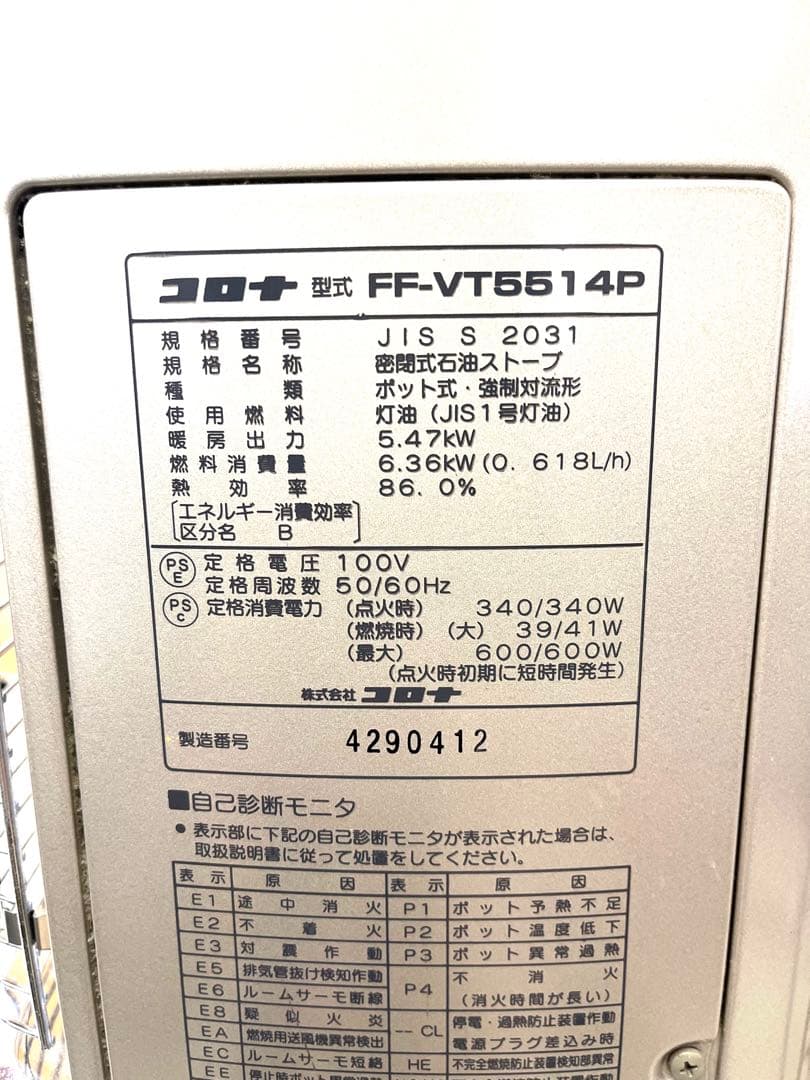 コロナ 型式 FF-VT5514P
規格番号 JIS S 2031
規格名称 密閉式石油ストーブ
種類 ポット式・強制対流形
使用燃料 灯油(JIS1号灯油)
暖房出力 5.47kW
燃料消費量 6.36kW(0.618L/h)
熱効率 86.0%
エネルギー消費効率
区分名 B
PSE 定格電圧 100V
定格周波数 50/60Hz
PSC 定格消費電力 (点火時) 340/340W
(燃焼時)(大) 39/41W
(最大) 600/600W
(点火時初期に短時間発生)
株式会社 コロナ
製造番号 4290412
■自己診断モニタ
●表示部に下記の自己診断モニタが表示された場合は、
取扱説明書に従って処置をしてください。
表示 原因 表示 原因
E1 途中消火 P1 ポット予熱不足
E2 不着火 P2 ポット温度低下
E3 対震作動 P3 ポット異常過熱
E5 排気管抜け検知作動 P4 不消火
E6 ルームサーモ断線 (消火時間が長い)
E8 疑似火炎 --CL 停電・過熱防止装置作動
EA 燃焼用送風機異常検出 電源プラグ差込み時
EC ルームサーモ短絡 HE 不完全燃焼防止装置検知部異常
EE